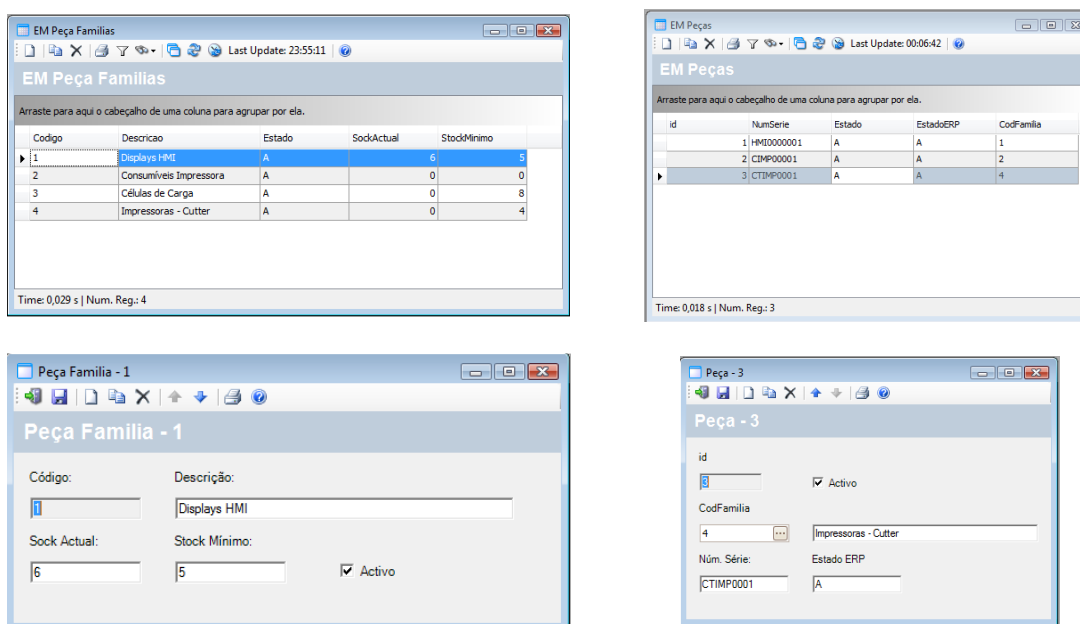 EM Peça Familias
Last Update: 23:55:11
EM Peça Familias
Arraste para aqui o cabeçalho de uma coluna para agrupar por ela.
Codigo Descricao Estado SockActual StockMinimo
1 Displays HMI A 6 5
2 Consumíveis Impressora A 0 0
3 Células de Carga A 0 8
4 Impressoras - Cutter A 0 4
Time: 0,029 s | Num. Reg.: 4
EM Peças
Last Update: 00:06:42
EM Peças
Arraste para aqui o cabeçalho de uma coluna para agrupar por ela.
id NumSerie Estado EstadoERP CodFamilia
1 HMI0000001 A A 1
2 CIMP00001 A A 2
3 CTIMP0001 A A 4
Time: 0,018 s | Num. Reg.: 3
Peça Familia - 1
Peça Familia - 1
Código: Descrição:
1 Displays HMI
Sock Actual: Stock Mínimo:
6 5 Activo
Peça - 3
Peça - 3
id
3 Activo
CodFamilia
4 ... Impressoras - Cutter
Núm. Série: Estado ERP
CTIMP0001 A